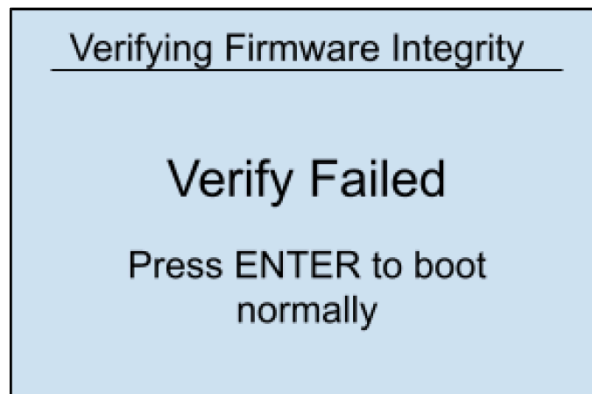 Verifying Firmware Integrity
Verify Failed
Press ENTER to boot
normally